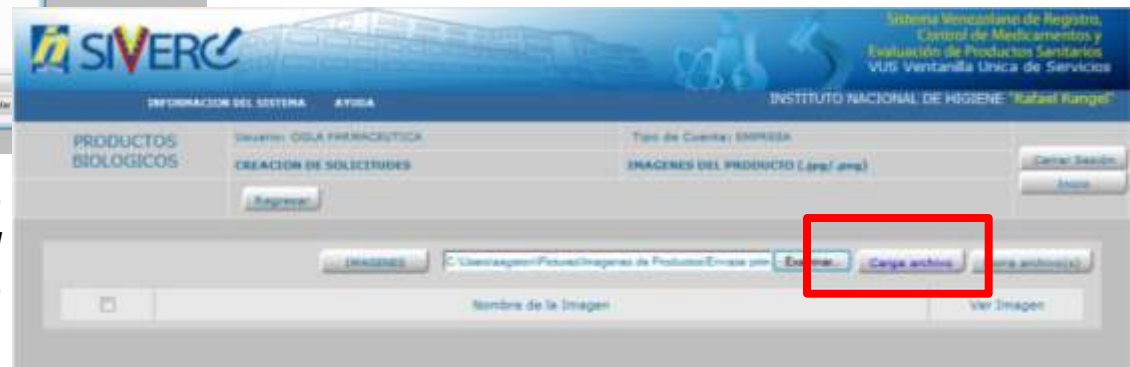 SIVERC
Sistema Venezolano de Registro,
Control de Medicamentos y
Evaluación de Productos Sanitarios
VUS Ventanilla Unica de Servicios
INFORMACION DEL SISTEMA AYUDA
INSTITUTO NACIONAL DE HIGIENE "Rafael Rangel"
PRODUCTOS
BIOLOGICOS
Usuario: FARMACEUTICA
Tipo de Cuenta: EMPRESA
CREACION DE SOLICITUDES
IMAGENES DEL PRODUCTO (.jpg/ .png)
Cerrar Sesión
Inicio
Regresar
IMAGENES
Examinar...
Carga archivo
archivo(s)
Nombre de la Imagen
Ver Imagen